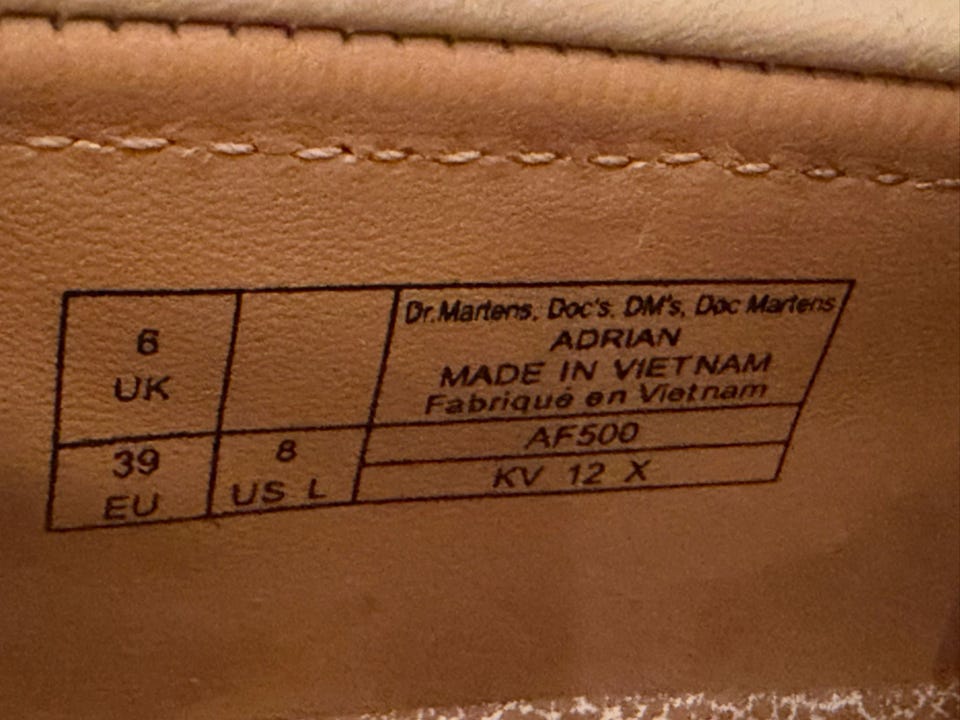 6
UK
39
EU
8
US L
Dr.Martens, Doc's, DM's, Doc Martens
ADRIAN
MADE IN VIETNAM
Fabriqué en Vietnam
AF500
KV 12 X